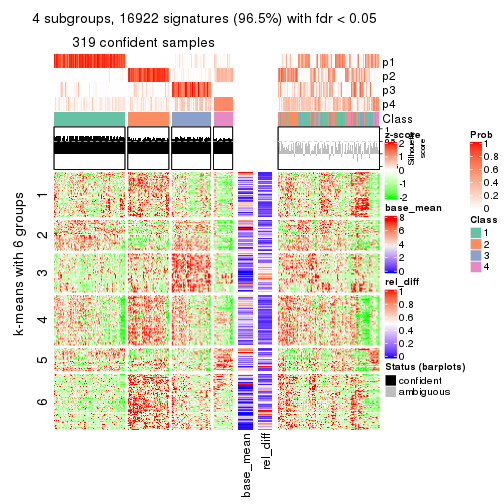 4 subgroups, 16922 signatures (96.5%) with fdr < 0.05
319 confident samples
p1
p2
p3
p4
Class
1
Silhouette
score
z-score
2
1
0
-1
-2
Prob
1
0.8
0.6
0.4
0.2
0
base_mean
8
6
4
2
0
Class
1
2
3
4
rel_diff
1
0.8
0.6
0.4
0.2
0
Status (barplots)
confident
ambiguous
k-means with 6 groups
1
2
3
4
5
6
base_mean
rel_diff